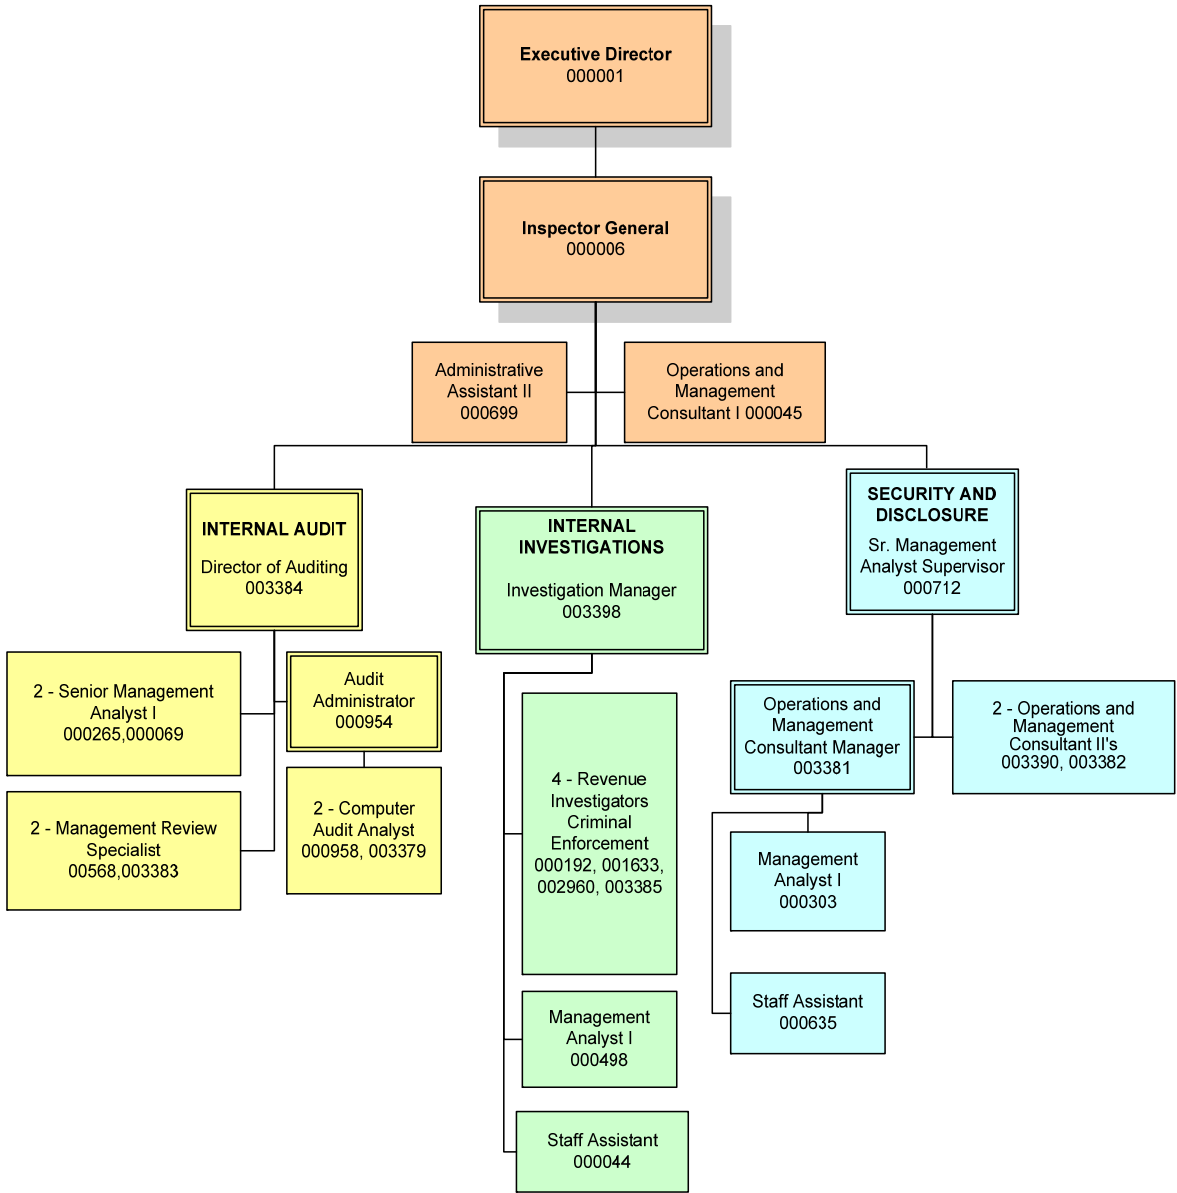 Executive Director
000001
Inspector General
000006
Administrative
Assistant II
000699
Operations and
Management
Consultant I 000045
INTERNAL AUDIT
Director of Auditing
003384
2 - Senior Management
Analyst I
000265,000069
2 - Management Review
Specialist
00568,003383
Audit
Administrator
000954
2 - Computer
Audit Analyst
000958, 003379
INTERNAL
INVESTIGATIONS
Investigation Manager
003398
4 - Revenue
Investigators
Criminal
Enforcement
000192, 001633,
002960, 003385
Management
Analyst I
000498
Staff Assistant
000044
SECURITY AND
DISCLOSURE
Sr. Management
Analyst Supervisor
000712
Operations and
Management
Consultant Manager
003381
2 - Operations and
Management
Consultant II's
003390, 003382
Management
Analyst I
000303
Staff Assistant
000635